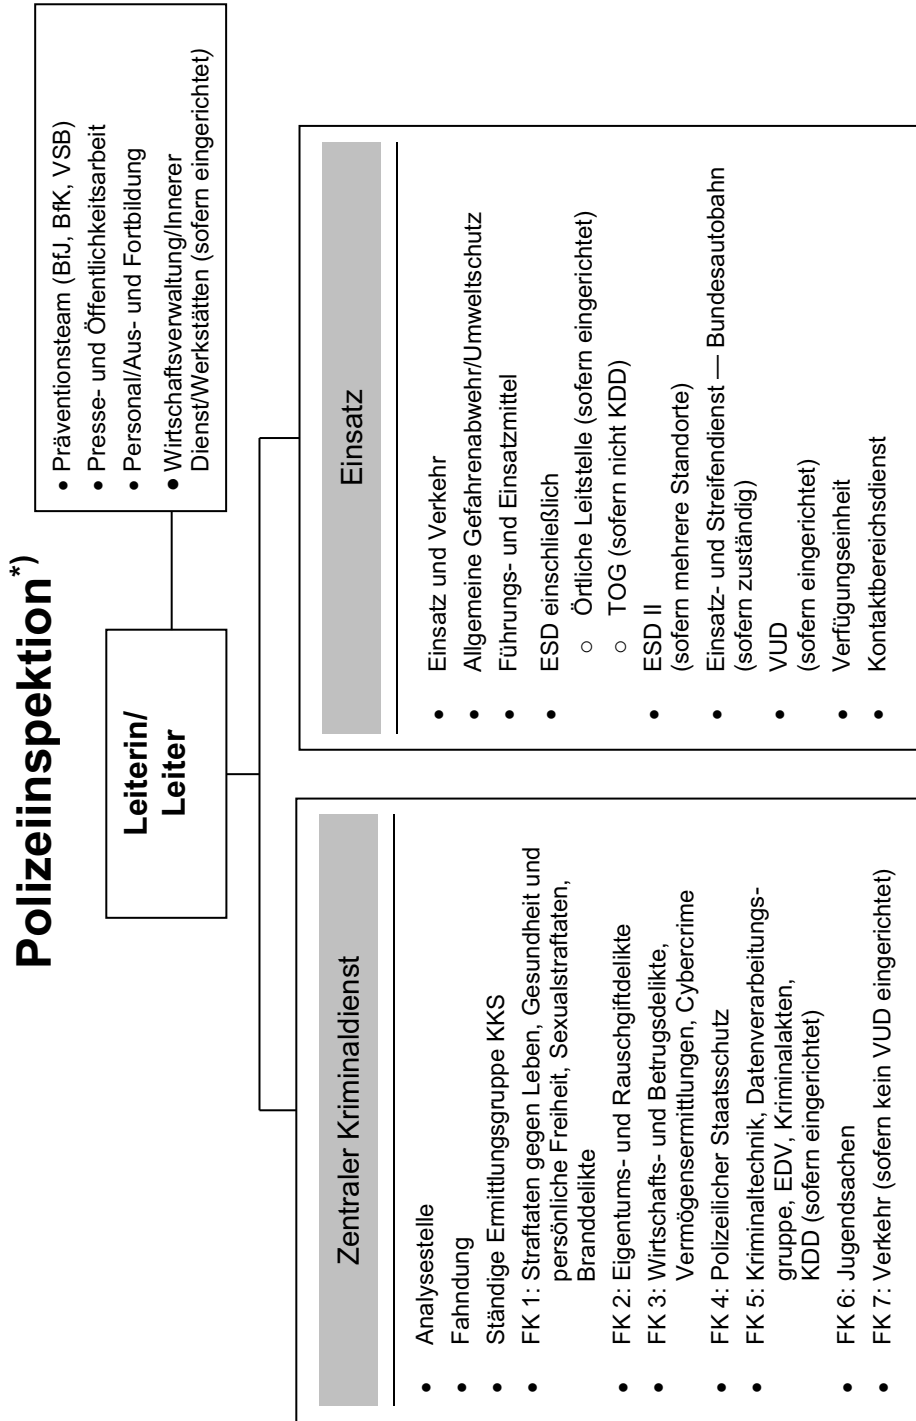 Polizeiinspektion*)
Leiterin/
Leiter
• Präventionsteam (BfJ, BfK, VSB)
• Presse- und Öffentlichkeitsarbeit
• Personal/Aus- und Fortbildung
• Wirtschaftsverwaltung/Innerer
Dienst/Werkstätten (sofern eingerichtet)
Zentraler Kriminaldienst
• Analysestelle
• Fahndung
• Ständige Ermittlungsgruppe KKS
• FK 1: Straftaten gegen Leben, Gesundheit und
persönliche Freiheit, Sexualstraftaten,
Branddelikte
• FK 2: Eigentums- und Rauschgiftdelikte
• FK 3: Wirtschafts- und Betrugsdelikte,
Vermögensermittlungen, Cybercrime
• FK 4: Polizeilicher Staatsschutz
• FK 5: Kriminaltechnik, Datenverarbeitungs-
gruppe, EDV, Kriminalakten,
KDD (sofern eingerichtet)
• FK 6: Jugendsachen
• FK 7: Verkehr (sofern kein VUD eingerichtet)
Einsatz
• Einsatz und Verkehr
• Allgemeine Gefahrenabwehr/Umweltschutz
• Führungs- und Einsatzmittel
• ESD einschließlich
○ Örtliche Leitstelle (sofern eingerichtet)
○ TOG (sofern nicht KDD)
• ESD II
(sofern mehrere Standorte)
• Einsatz- und Streifendienst — Bundesautobahn
(sofern zuständig)
• VUD
(sofern eingerichtet)
• Verfügungseinheit
• Kontaktbereichsdienst